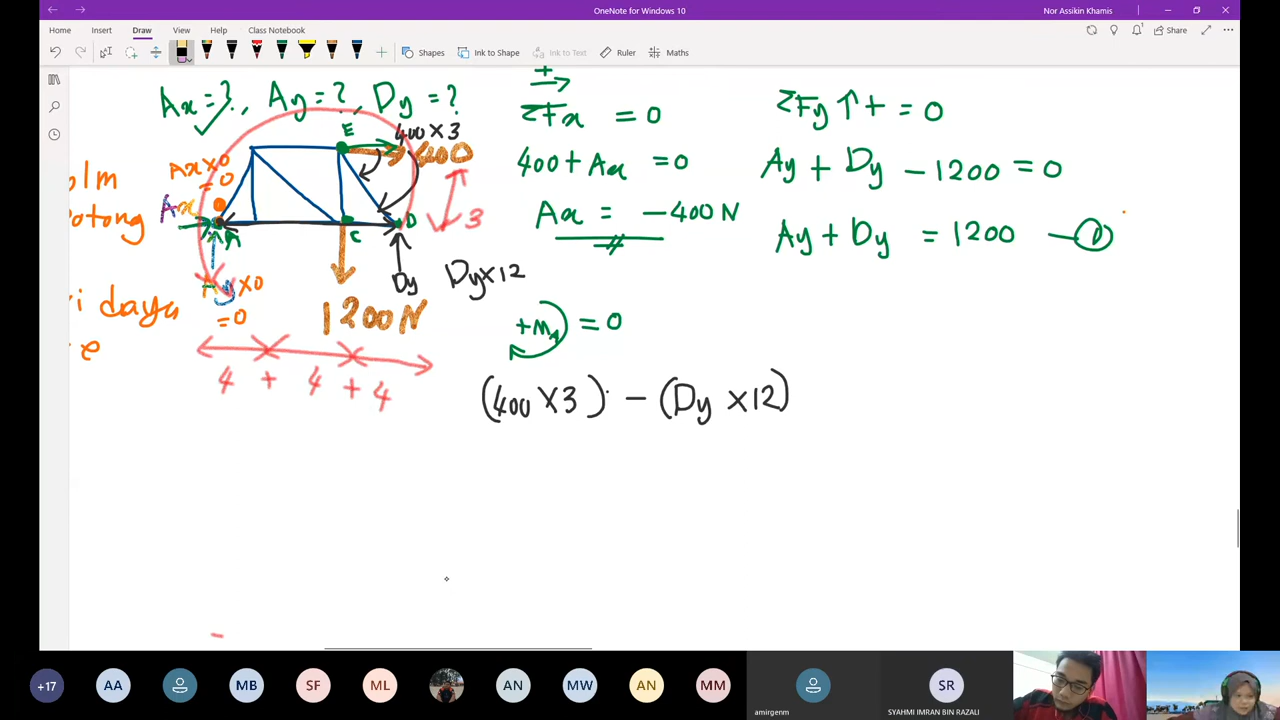 OneNote for Windows 10
Nor Assikin Khamis
Home Insert Draw View Help Class Notebook
Share
Shapes Ink to Shape Ink to Text Ruler Maths
Ax = ?, Ay = ?, Dy = ?
+
ΣFx = 0
400 + Ax = 0
Ax = -400 N
ΣFy ↑+ = 0
Ay + Dy - 1200 = 0
Ay + Dy = 1200 — ①
E
400 × 3
400
Ax×0
= 0
blm
otong
Ax
A
C
D
3
Ay×0
= 0
Dy
Dy×12
1200 N
i daya
e
4 + 4 + 4
+MA = 0
(400 × 3) - (Dy × 12)
+17 AA MB SF ML AN MW AN MM SR
amirgenm
SYAHMI IMRAN BIN RAZALI